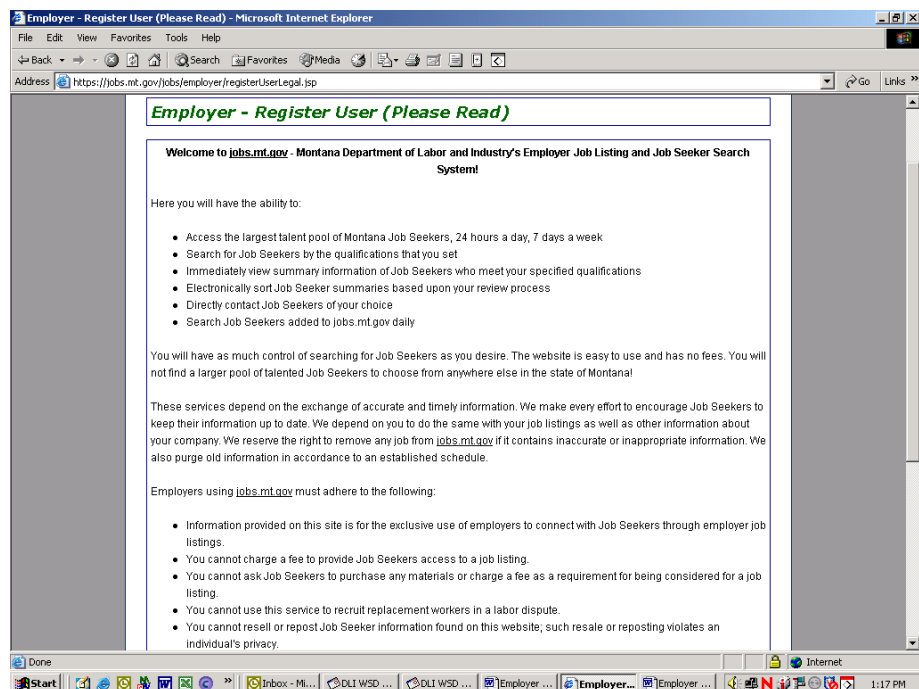 Employer - Register User (Please Read) - Microsoft Internet Explorer
File Edit View Favorites Tools Help
Back Search Favorites Media
Address https://jobs.mt.gov/jobs/employer/registerUserLegal.jsp Go Links »
Employer - Register User (Please Read)
Welcome to jobs.mt.gov - Montana Department of Labor and Industry's Employer Job Listing and Job Seeker Search
System!
Here you will have the ability to:
• Access the largest talent pool of Montana Job Seekers, 24 hours a day, 7 days a week
• Search for Job Seekers by the qualifications that you set
• Immediately view summary information of Job Seekers who meet your specified qualifications
• Electronically sort Job Seeker summaries based upon your review process
• Directly contact Job Seekers of your choice
• Search Job Seekers added to jobs.mt.gov daily
You will have as much control of searching for Job Seekers as you desire. The website is easy to use and has no fees. You will
not find a larger pool of talented Job Seekers to choose from anywhere else in the state of Montana!
These services depend on the exchange of accurate and timely information. We make every effort to encourage Job Seekers to
keep their information up to date. We depend on you to do the same with your job listings as well as other information about
your company. We reserve the right to remove any job from jobs.mt.gov if it contains inaccurate or inappropriate information. We
also purge old information in accordance to an established schedule.
Employers using jobs.mt.gov must adhere to the following:
• Information provided on this site is for the exclusive use of employers to connect with Job Seekers through employer job
listings.
• You cannot charge a fee to provide Job Seekers access to a job listing.
• You cannot ask Job Seekers to purchase any materials or charge a fee as a requirement for being considered for a job
listing.
• You cannot use this service to recruit replacement workers in a labor dispute.
• You cannot resell or repost Job Seeker information found on this website; such resale or reposting violates an
individual's privacy.
Done Internet
Start » Inbox - Mi... DLI WSD ... DLI WSD ... Employer ... Employer... Employer ... 1:17 PM